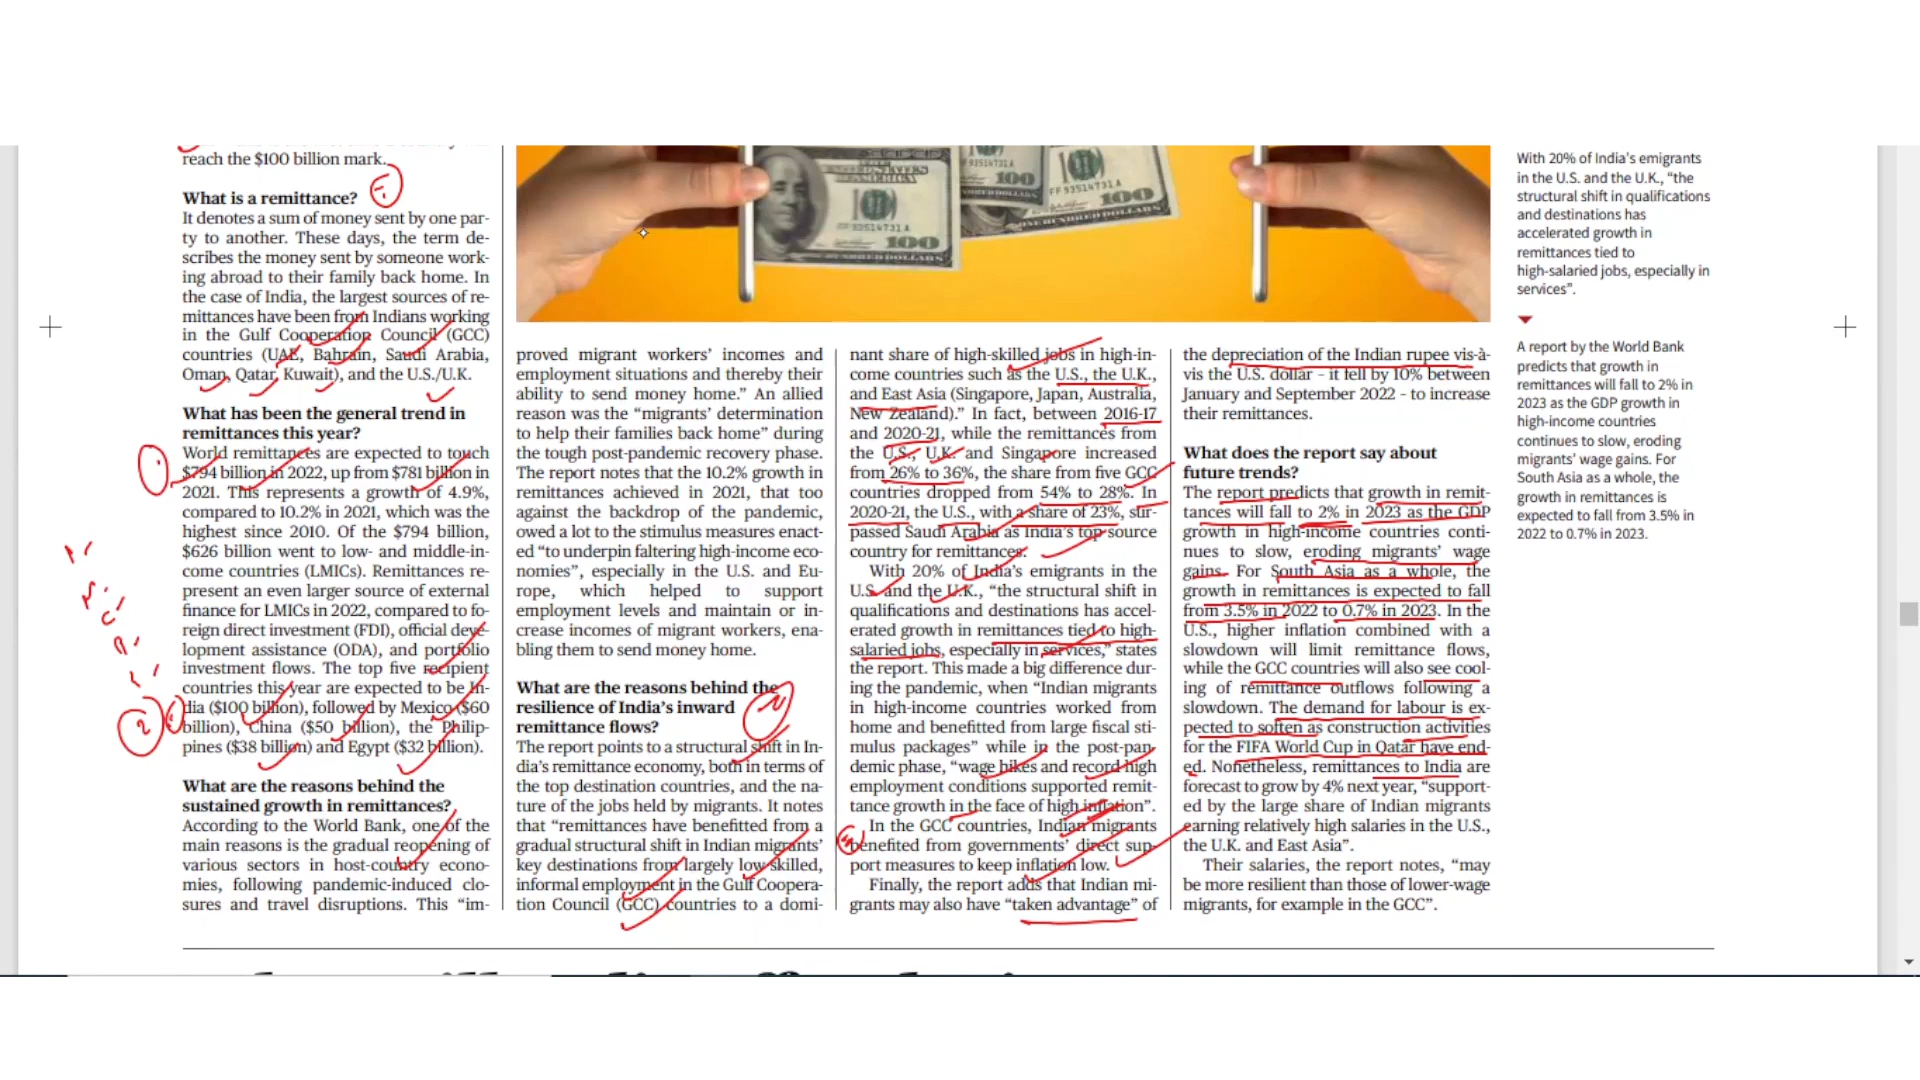 reach the $100 billion mark.
What is a remittance?
It denotes a sum of money sent by one par-
ty to another. These days, the term de-
scribes the money sent by someone work-
ing abroad to their family back home. In
the case of India, the largest sources of re-
mittances have been from Indians working
in the Gulf Cooperation Council (GCC)
countries (UAE, Bahrain, Saudi Arabia,
Oman, Qatar, Kuwait), and the U.S./U.K.
What has been the general trend in
remittances this year?
World remittances are expected to touch
$794 billion in 2022, up from $781 billion in
2021. This represents a growth of 4.9%,
compared to 10.2% in 2021, which was the
highest since 2010. Of the $794 billion,
$626 billion went to low- and middle-in-
come countries (LMICs). Remittances re-
present an even larger source of external
finance for LMICs in 2022, compared to fo-
reign direct investment (FDI), official deve-
lopment assistance (ODA), and portfolio
investment flows. The top five recipient
countries this year are expected to be In-
dia ($100 billion), followed by Mexico ($60
billion), China ($50 billion), the Philip-
pines ($38 billion) and Egypt ($32 billion).
What are the reasons behind the
sustained growth in remittances?
According to the World Bank, one of the
main reasons is the gradual reopening of
various sectors in host-country econo-
mies, following pandemic-induced clo-
sures and travel disruptions. This “im-
proved migrant workers’ incomes and
employment situations and thereby their
ability to send money home.” An allied
reason was the “migrants’ determination
to help their families back home” during
the tough post-pandemic recovery phase.
The report notes that the 10.2% growth in
remittances achieved in 2021, that too
against the backdrop of the pandemic,
owed a lot to the stimulus measures enact-
ed “to underpin faltering high-income eco-
nomies”, especially in the U.S. and Eu-
rope, which helped to support
employment levels and maintain or in-
crease incomes of migrant workers, ena-
bling them to send money home.
What are the reasons behind the
resilience of India’s inward
remittance flows?
The report points to a structural shift in In-
dia’s remittance economy, both in terms of
the top destination countries, and the na-
ture of the jobs held by migrants. It notes
that “remittances have benefitted from a
gradual structural shift in Indian migrants’
key destinations from largely low skilled,
informal employment in the Gulf Coopera-
tion Council (GCC) countries to a domi-
nant share of high-skilled jobs in high-in-
come countries such as the U.S., the U.K.,
and East Asia (Singapore, Japan, Australia,
New Zealand).” In fact, between 2016-17
and 2020-21, while the remittances from
the U.S., U.K. and Singapore increased
from 26% to 36%, the share from five GCC
countries dropped from 54% to 28%. In
2020-21, the U.S., with a share of 23%, sur-
passed Saudi Arabia as India’s top source
country for remittances.
With 20% of India’s emigrants in the
U.S. and the U.K., “the structural shift in
qualifications and destinations has accel-
erated growth in remittances tied to high-
salaried jobs, especially in services,” states
the report. This made a big difference dur-
ing the pandemic, when “Indian migrants
in high-income countries worked from
home and benefitted from large fiscal sti-
mulus packages” while in the post-pan-
demic phase, “wage hikes and record-high
employment conditions supported remit-
tance growth in the face of high inflation”.
In the GCC countries, Indian migrants
benefited from governments’ direct sup-
port measures to keep inflation low.
Finally, the report adds that Indian mi-
grants may also have “taken advantage” of
the depreciation of the Indian rupee vis-à-
vis the U.S. dollar – it fell by 10% between
January and September 2022 – to increase
their remittances.
What does the report say about
future trends?
The report predicts that growth in remit-
tances will fall to 2% in 2023 as the GDP
growth in high-income countries conti-
nues to slow, eroding migrants’ wage
gains. For South Asia as a whole, the
growth in remittances is expected to fall
from 3.5% in 2022 to 0.7% in 2023. In the
U.S., higher inflation combined with a
slowdown will limit remittance flows,
while the GCC countries will also see cool-
ing of remittance outflows following a
slowdown. The demand for labour is ex-
pected to soften as construction activities
for the FIFA World Cup in Qatar have end-
ed. Nonetheless, remittances to India are
forecast to grow by 4% next year, “support-
ed by the large share of Indian migrants
earning relatively high salaries in the U.S.,
the U.K. and East Asia”.
Their salaries, the report notes, “may
be more resilient than those of lower-wage
migrants, for example in the GCC”.
With 20% of India’s emigrants
in the U.S. and the U.K., “the
structural shift in qualifications
and destinations has
accelerated growth in
remittances tied to
high-salaried jobs, especially in
services”.
A report by the World Bank
predicts that growth in
remittances will fall to 2% in
2023 as the GDP growth in
high-income countries
continues to slow, eroding
migrants’ wage gains. For
South Asia as a whole, the
growth in remittances is
expected to fall from 3.5% in
2022 to 0.7% in 2023.